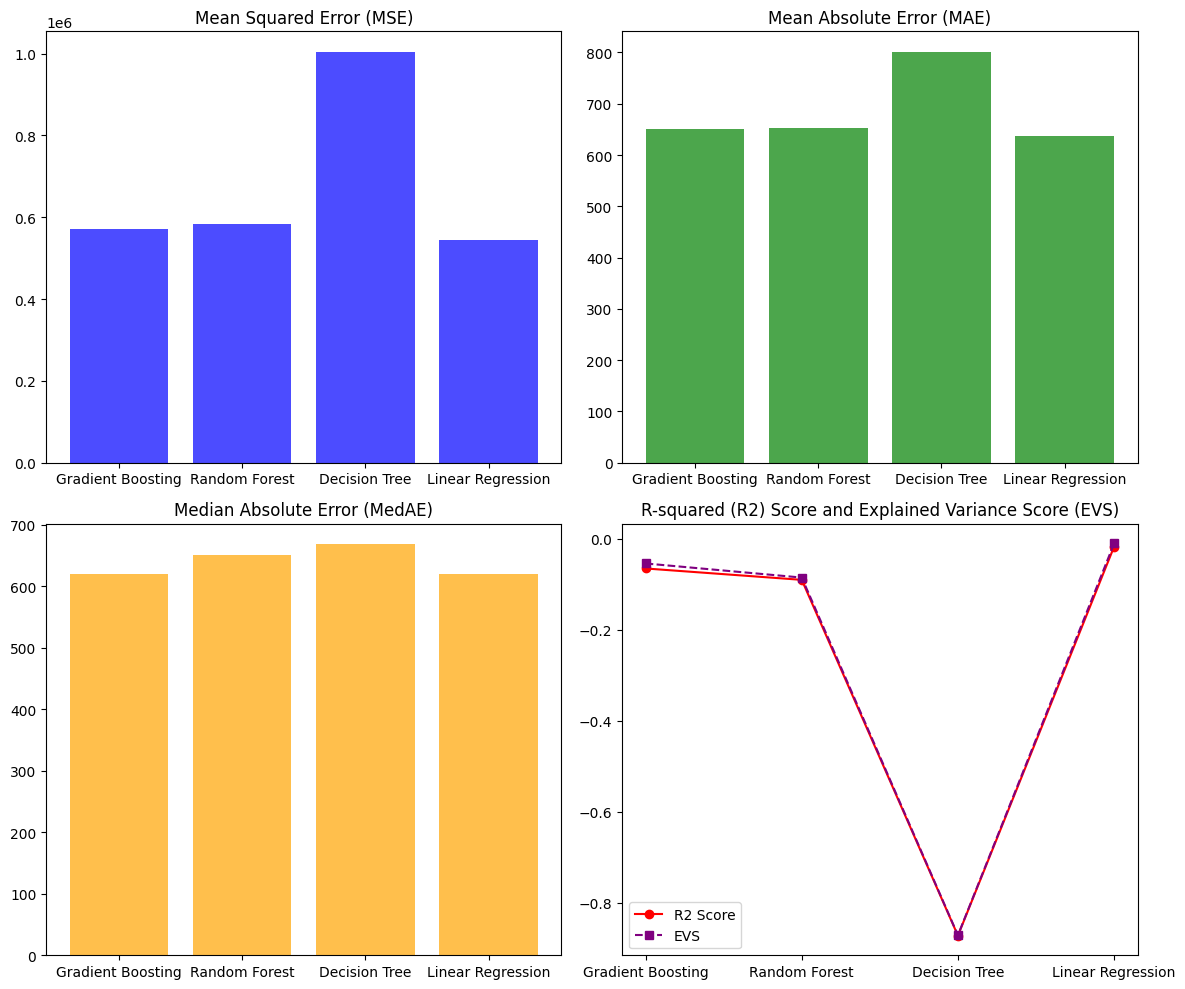 Mean Squared Error (MSE)
1e6
1.0
0.8
0.6
0.4
0.2
0.0
Gradient Boosting Random Forest Decision Tree Linear Regression
Mean Absolute Error (MAE)
800
700
600
500
400
300
200
100
0
Gradient Boosting Random Forest Decision Tree Linear Regression
Median Absolute Error (MedAE)
700
600
500
400
300
200
100
0
Gradient Boosting Random Forest Decision Tree Linear Regression
R-squared (R2) Score and Explained Variance Score (EVS)
0.0
−0.2
−0.4
−0.6
−0.8
R2 Score
EVS
Gradient Boosting Random Forest Decision Tree Linear Regression